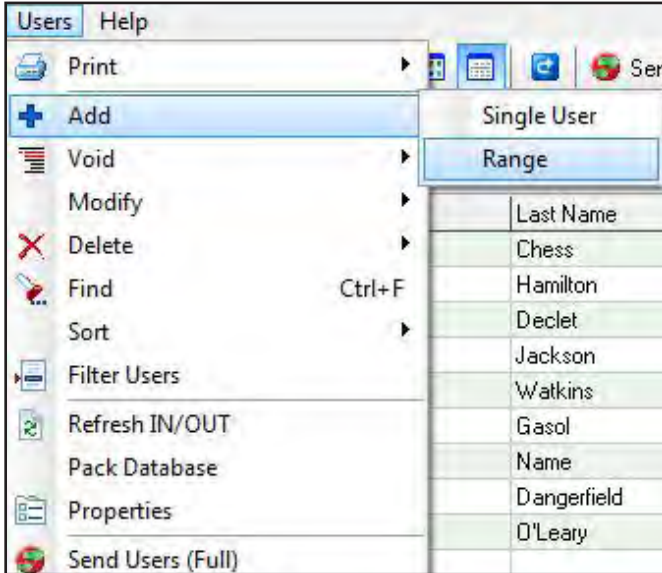 Users Help
Print
Add
Void
Modify
Delete
Find Ctrl+F
Sort
Filter Users
Refresh IN/OUT
Pack Database
Properties
Send Users (Full)
Single User
Range
Last Name
Chess
Hamilton
Declet
Jackson
Watkins
Gasol
Name
Dangerfield
O'Leary